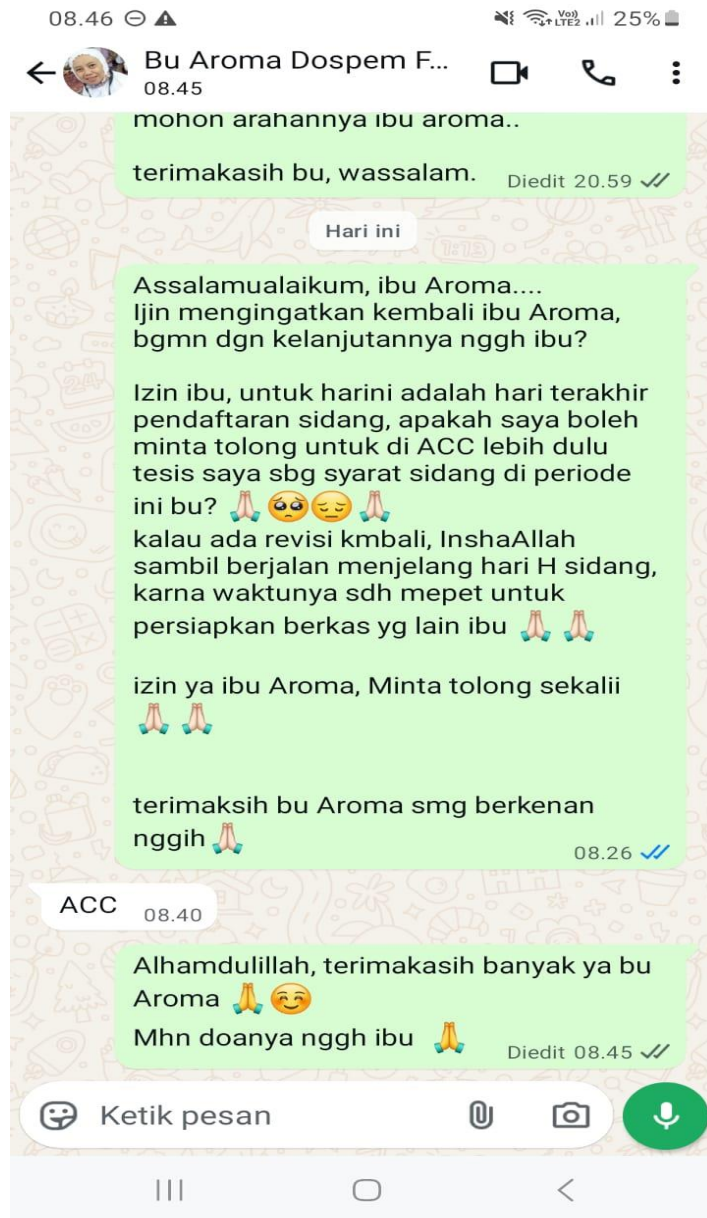 08.46
Vo))
LTE2
25%
Bu Aroma Dospem F...
08.45
mohon arahannya ibu aroma..
terimakasih bu, wassalam.
Diedit 20.59
Hari ini
Assalamualaikum, ibu Aroma....
Ijin mengingatkan kembali ibu Aroma,
bgmn dgn kelanjutannya nggh ibu?
Izin ibu, untuk harini adalah hari terakhir
pendaftaran sidang, apakah saya boleh
minta tolong untuk di ACC lebih dulu
tesis saya sbg syarat sidang di periode
ini bu? 🙏🏻🥺😔🙏🏻
kalau ada revisi kmbali, InshaAllah
sambil berjalan menjelang hari H sidang,
karna waktunya sdh mepet untuk
persiapkan berkas yg lain ibu 🙏🏻 🙏🏻
izin ya ibu Aroma, Minta tolong sekalii
🙏🏻 🙏🏻
terimaksih bu Aroma smg berkenan
nggih 🙏🏻
08.26
ACC
08.40
Alhamdulillah, terimakasih banyak ya bu
Aroma 🙏☺️
Mhn doanya nggh ibu 🙏
Diedit 08.45
Ketik pesan